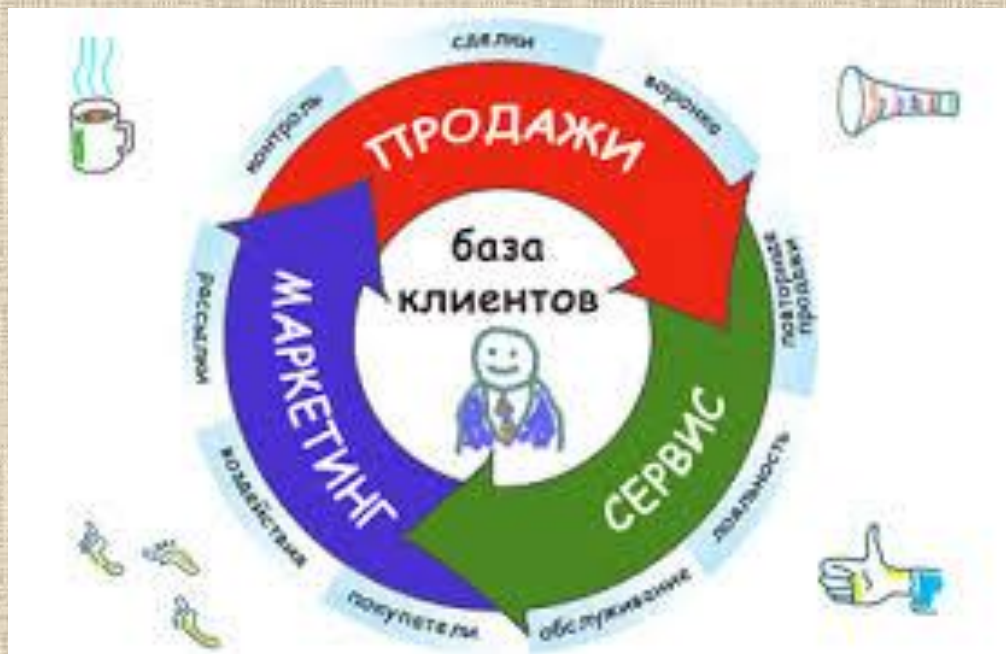 сделки
контроль
воронка
ПРОДАЖИ
база
клиентов
повторные
продажи
рассылки
МАРКЕТИНГ
СЕРВИС
лояльность
воздействия
покупатели
обслуживание